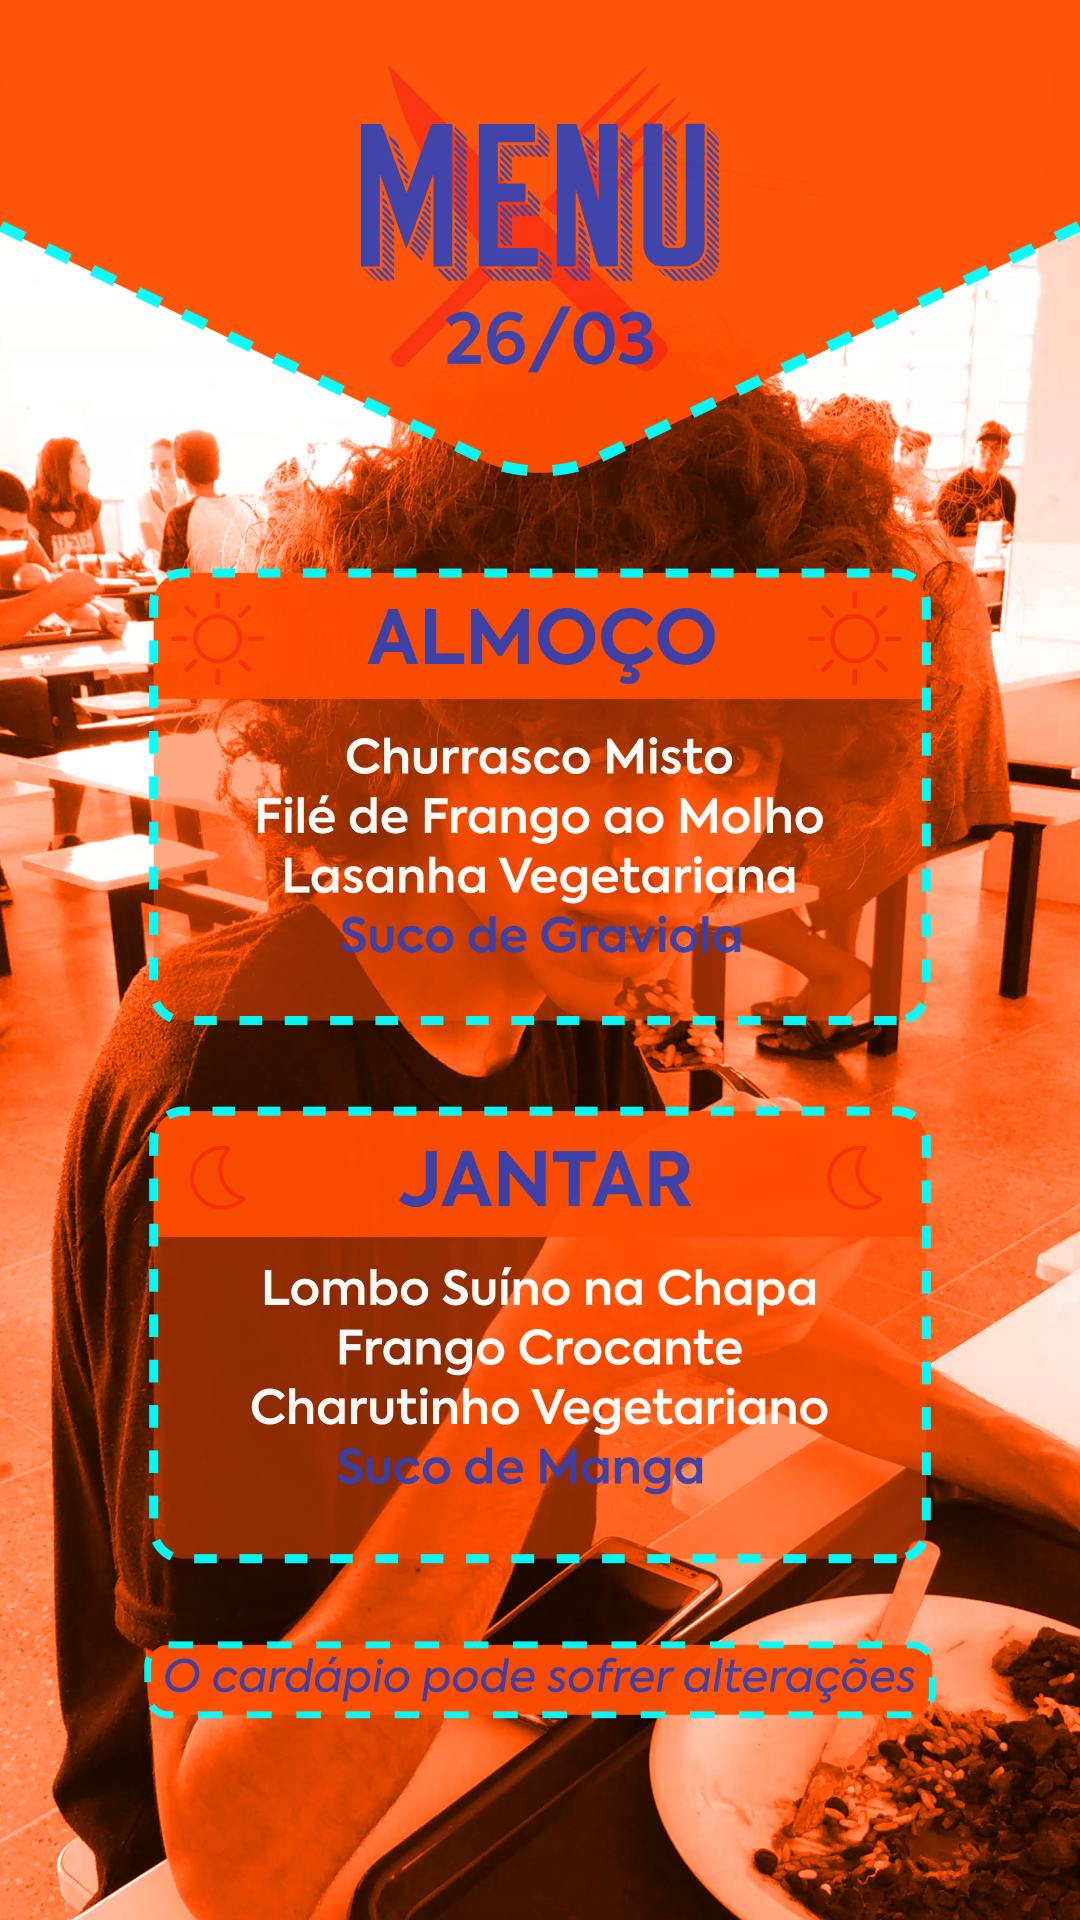 MENU
26/03
ALMOÇO
Churrasco Misto
Filé de Frango ao Molho
Lasanha Vegetariana
Suco de Graviola
JANTAR
Lombo Suíno na Chapa
Frango Crocante
Charutinho Vegetariano
Suco de Manga
O cardápio pode sofrer alterações